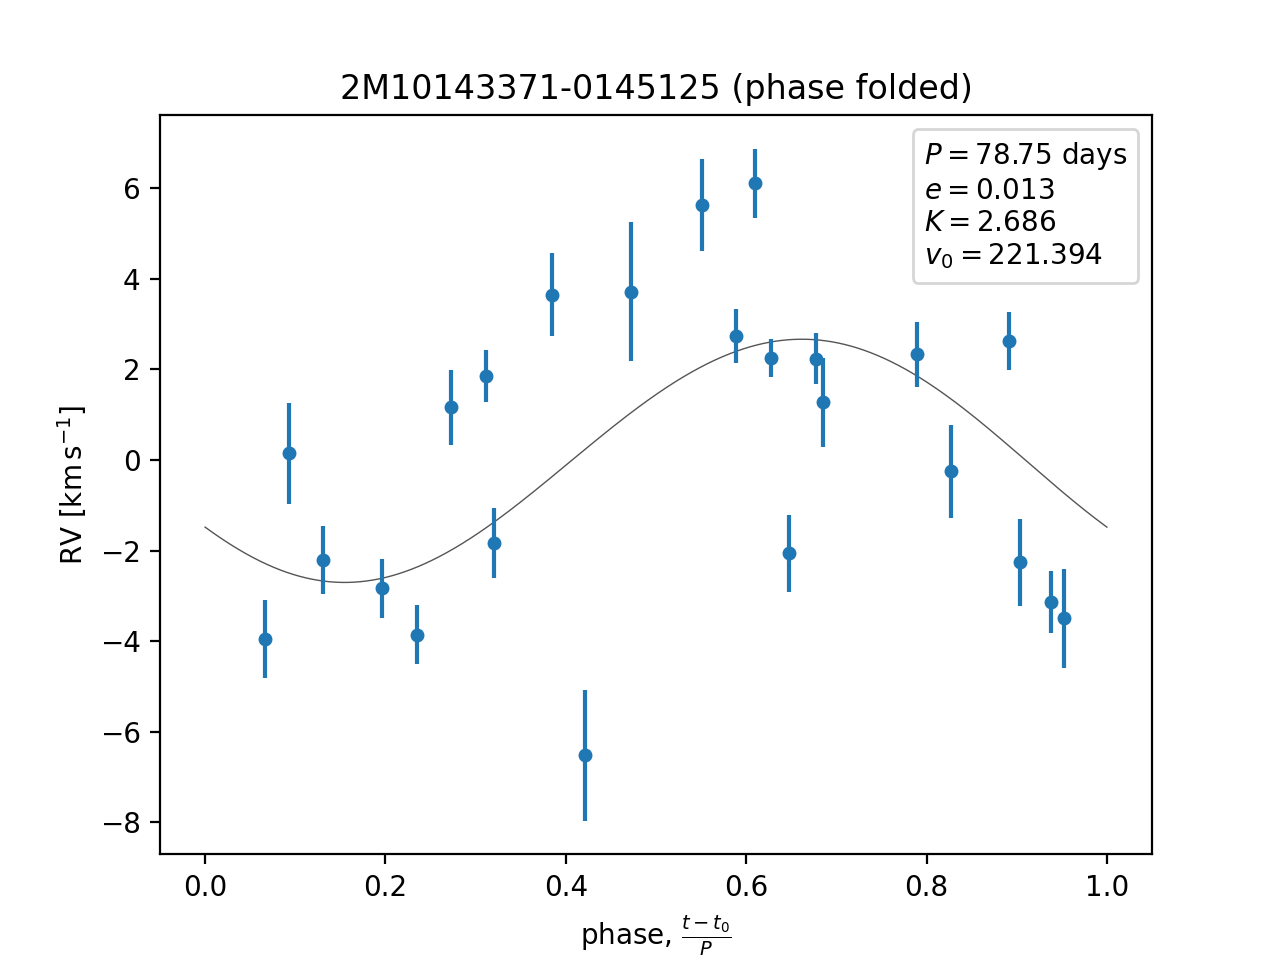 2M10143371-0145125 (phase folded)
P = 78.75 days
e = 0.013
K = 2.686
v₀ = 221.394
6
4
2
0
−2
−4
−6
−8
RV [km s⁻¹]
0.0 0.2 0.4 0.6 0.8 1.0
phase, (t − t₀)/P